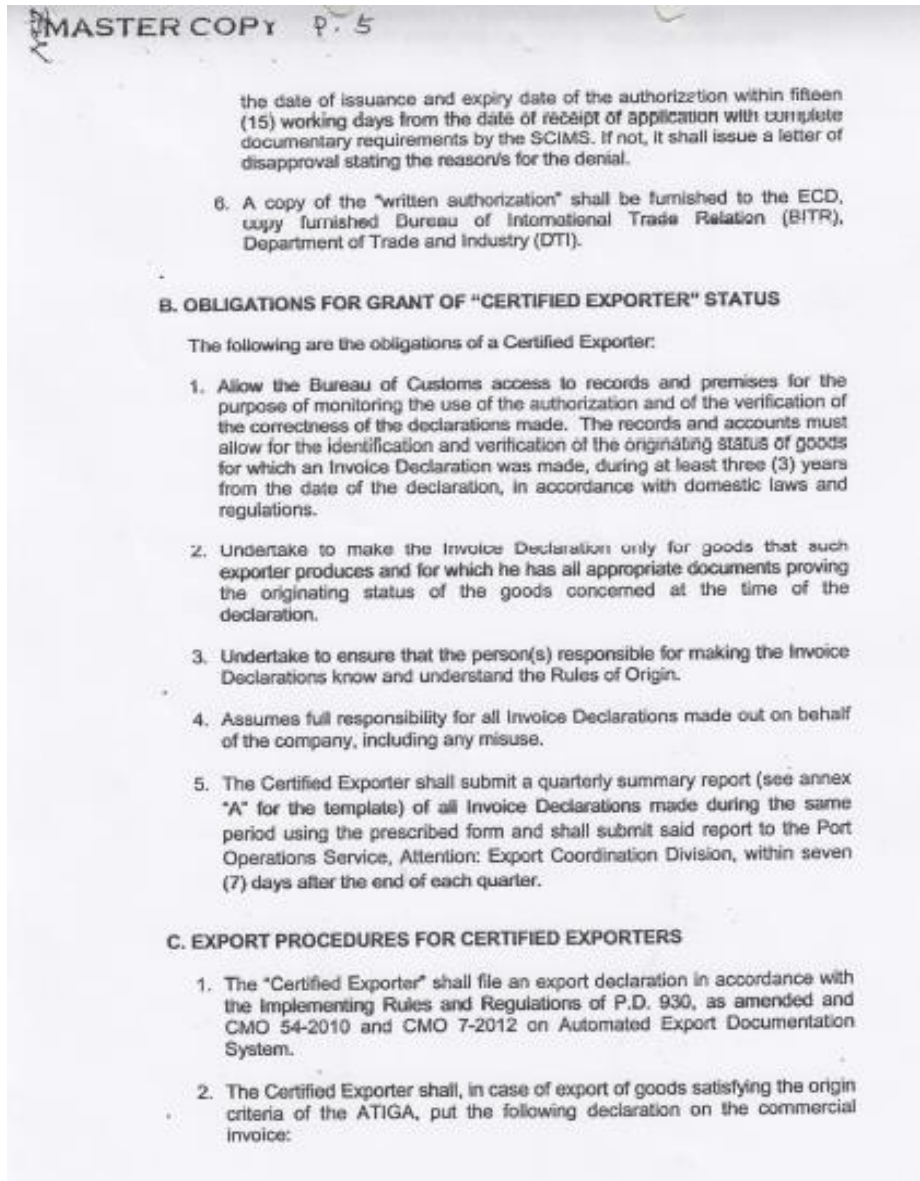 MASTER COPY P. 5
the date of issuance and expiry date of the authorization within fifteen
(15) working days from the date of receipt of application with complete
documentary requirements by the SCIMS. If not, it shall issue a letter of
disapproval stating the reason/s for the denial.
6. A copy of the "written authorization" shall be furnished to the ECD,
copy furnished Bureau of International Trade Relation (BITR),
Department of Trade and Industry (DTI).
B. OBLIGATIONS FOR GRANT OF "CERTIFIED EXPORTER" STATUS
The following are the obligations of a Certified Exporter:
1. Allow the Bureau of Customs access to records and premises for the
purpose of monitoring the use of the authorization and of the verification of
the correctness of the declarations made. The records and accounts must
allow for the identification and verification of the originating status of goods
for which an Invoice Declaration was made, during at least three (3) years
from the date of the declaration, in accordance with domestic laws and
regulations.
2. Undertake to make the Invoice Declaration only for goods that such
exporter produces and for which he has all appropriate documents proving
the originating status of the goods concerned at the time of the
declaration.
3. Undertake to ensure that the person(s) responsible for making the Invoice
Declarations know and understand the Rules of Origin.
4. Assumes full responsibility for all Invoice Declarations made out on behalf
of the company, including any misuse.
5. The Certified Exporter shall submit a quarterly summary report (see annex
"A" for the template) of all Invoice Declarations made during the same
period using the prescribed form and shall submit said report to the Port
Operations Service, Attention: Export Coordination Division, within seven
(7) days after the end of each quarter.
C. EXPORT PROCEDURES FOR CERTIFIED EXPORTERS
1. The "Certified Exporter" shall file an export declaration in accordance with
the Implementing Rules and Regulations of P.D. 930, as amended and
CMO 54-2010 and CMO 7-2012 on Automated Export Documentation
System.
2. The Certified Exporter shall, in case of export of goods satisfying the origin
criteria of the ATIGA, put the following declaration on the commercial
invoice: